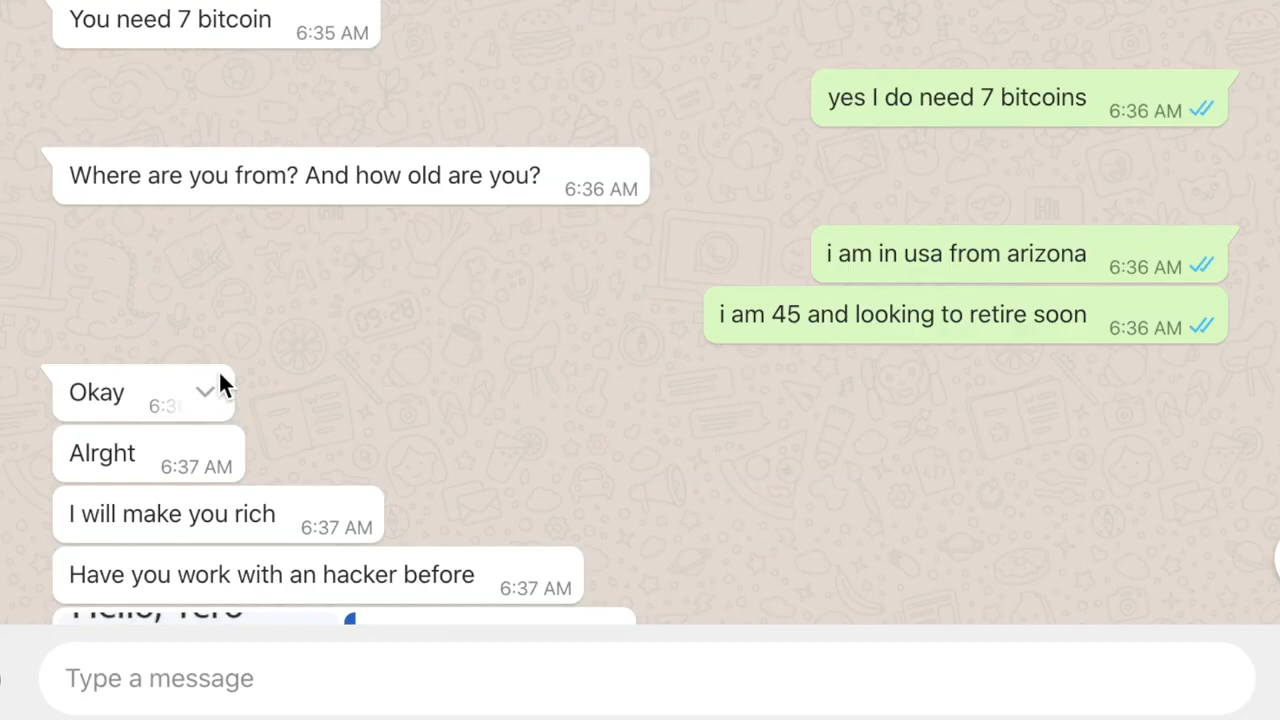 You need 7 bitcoin
6:35 AM
yes I do need 7 bitcoins
6:36 AM
Where are you from? And how old are you?
6:36 AM
i am in usa from arizona
6:36 AM
i am 45 and looking to retire soon
6:36 AM
Okay
Alrght
6:37 AM
I will make you rich
6:37 AM
Have you work with an hacker before
6:37 AM
Type a message